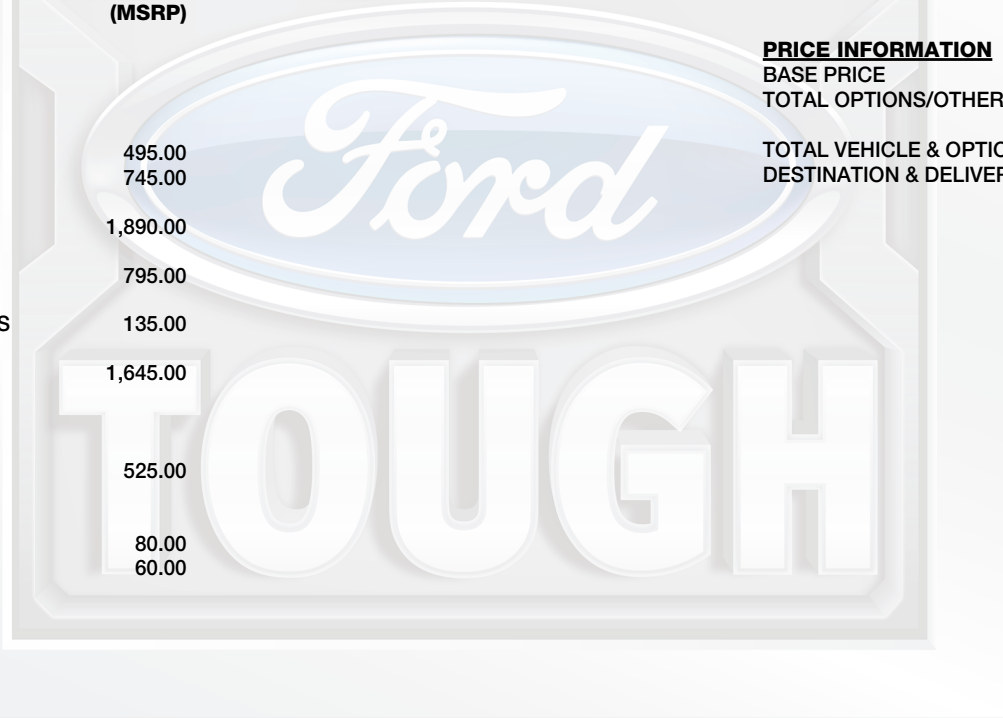 (MSRP)
PRICE INFORMATION
BASE PRICE
TOTAL OPTIONS/OTHER
495.00
TOTAL VEHICLE & OPTIO
745.00
DESTINATION & DELIVER
1,890.00
795.00
S 135.00
1,645.00
525.00
80.00
60.00
Ford
TOUGH